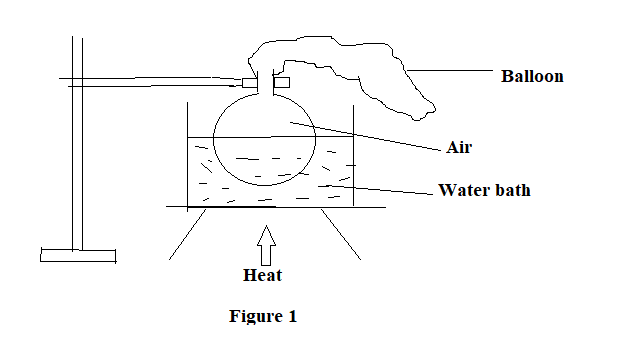 Balloon
Air
Water bath
Heat
Figure 1